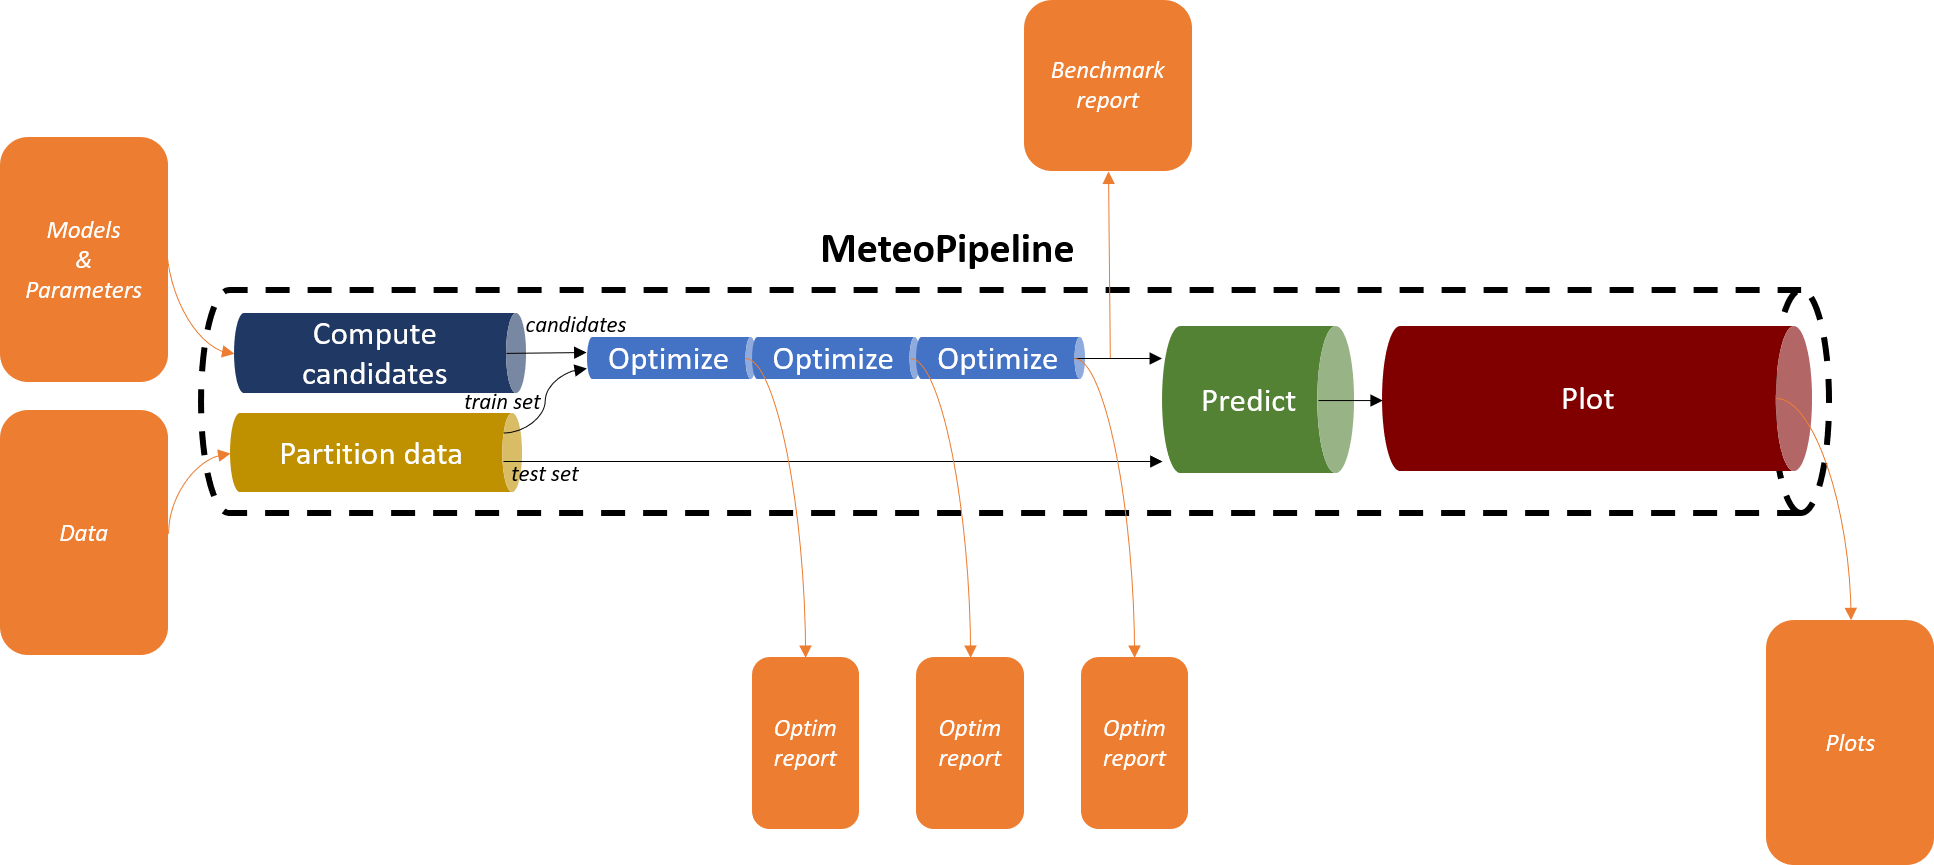 Benchmark
report
Models
&
Parameters
MeteoPipeline
Compute
candidates
candidates
Optimize
Optimize
Optimize
train set
Predict
Plot
Partition data
test set
Data
Optim
report
Optim
report
Optim
report
Plots